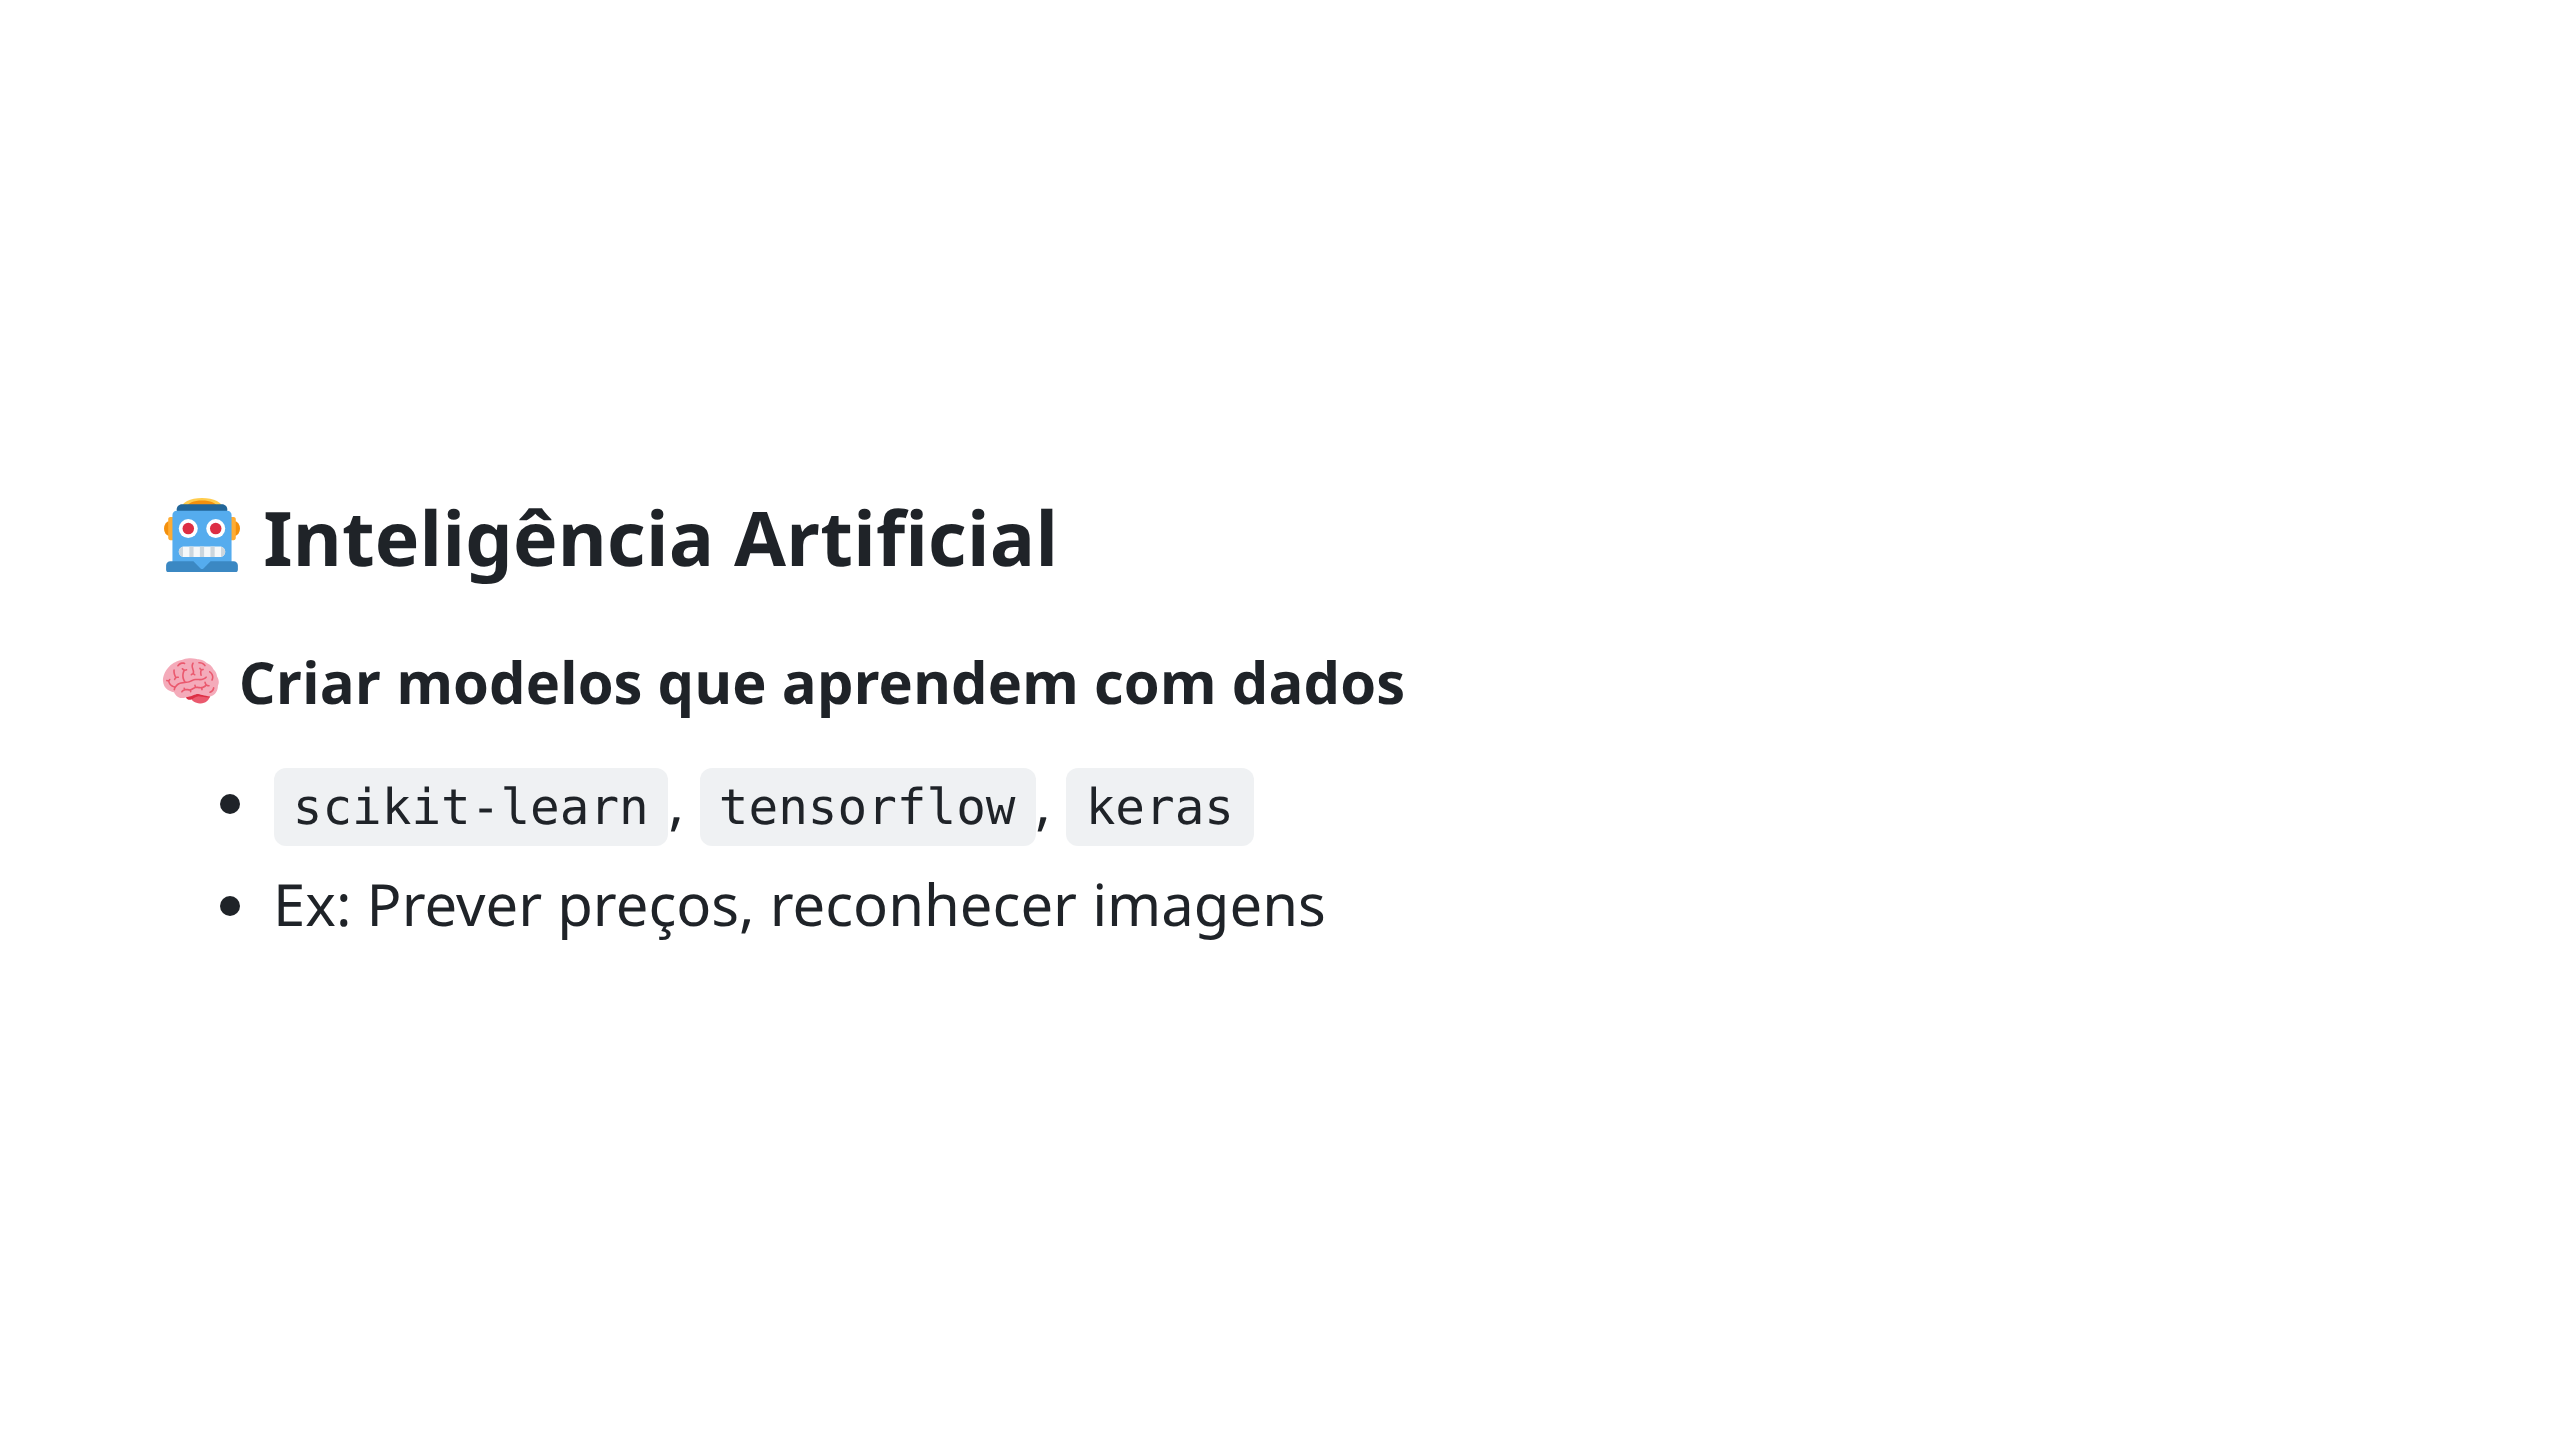 🤖 Inteligência Artificial
🧠 Criar modelos que aprendem com dados
• scikit-learn, tensorflow, keras
• Ex: Prever preços, reconhecer imagens